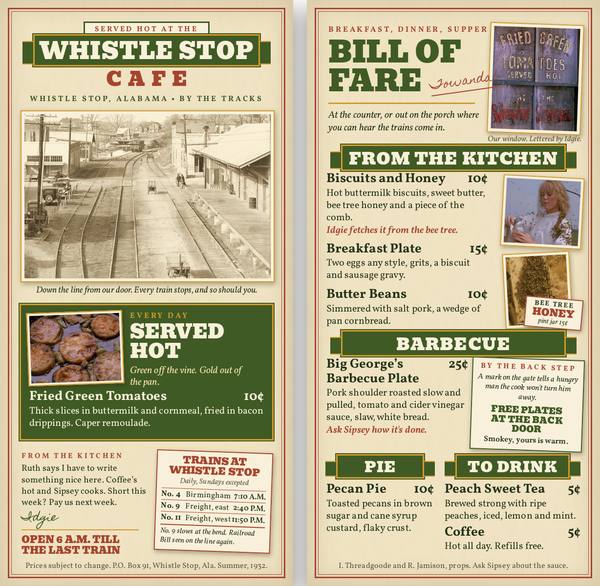 SERVED HOT AT THE
WHISTLE STOP
CAFE
WHISTLE STOP, ALABAMA • BY THE TRACKS
Down the line from our door. Every train stops, and so should you.
EVERY DAY
SERVED
HOT
Green off the vine. Gold out of
the pan.
Fried Green Tomatoes 10¢
Thick slices in buttermilk and cornmeal, fried in bacon
drippings. Caper remoulade.
FROM THE KITCHEN
Ruth says I have to write
something nice here. Coffee's
hot and Sipsey cooks. Short this
week? Pay us next week.
Idgie
OPEN 6 A.M. TILL
THE LAST TRAIN
TRAINS AT
WHISTLE STOP
Daily, Sundays excepted
No. 4 Birmingham 7:10 A.M.
No. 9 Freight, east 2:40 P.M.
No. 11 Freight, west 11:50 P.M.
No. 9 slows at the bend. Railroad
Bill seen on the line again.
Prices subject to change. P.O. Box 91, Whistle Stop, Ala. Summer, 1932.
BREAKFAST, DINNER, SUPPER
BILL OF
FARE
Towanda
FRIED GREEN
TOMATOES
SERVED HOT
At the counter, or out on the porch where
you can hear the trains come in.
Our window. Lettered by Idgie.
FROM THE KITCHEN
Biscuits and Honey 10¢
Hot buttermilk biscuits, sweet butter,
bee tree honey and a piece of the
comb.
Idgie fetches it from the bee tree.
Breakfast Plate 15¢
Two eggs any style, grits, a biscuit
and sausage gravy.
Butter Beans 10¢
Simmered with salt pork, a wedge of
pan cornbread.
BEE TREE
HONEY
pint jar 15¢
BARBECUE
Big George's 25¢
Barbecue Plate
Pork shoulder roasted slow and
pulled, tomato and cider vinegar
sauce, slaw, white bread.
Ask Sipsey how it's done.
BY THE BACK STEP
A mark on the gate tells a hungry
man the cook won't turn him
away.
FREE PLATES
AT THE BACK
DOOR
Smokey, yours is warm.
PIE
Pecan Pie 10¢
Toasted pecans in brown
sugar and cane syrup
custard, flaky crust.
TO DRINK
Peach Sweet Tea 5¢
Brewed strong with ripe
peaches, iced, lemon and mint.
Coffee 5¢
Hot all day. Refills free.
I. Threadgoode and R. Jamison, props. Ask Sipsey about the sauce.